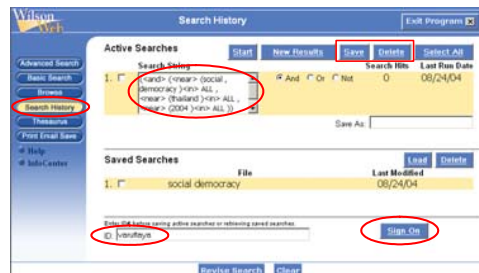 Wilson
Web
Search History
Exit Program
Active Searches
Start
New Results
Save
Delete
Select All
Search String
Search Hits
Last Run Date
1.
(<and> (<near> (social ,
democracy )<in> ALL ,
<near> (thailand )<in> ALL ,
<near> (2004 )<in> ALL ))
And
Or
Not
0
08/24/04
Save As:
Advanced Search
Basic Search
Browse
Search History
Thesaurus
Print Email Save
Help
InfoCenter
Saved Searches
Load
Delete
File
Last Modified
1.
social democracy
08/24/04
Enter ID# before saving active searches or retrieving saved searches.
ID:
Sign On
Revise Search
Clear